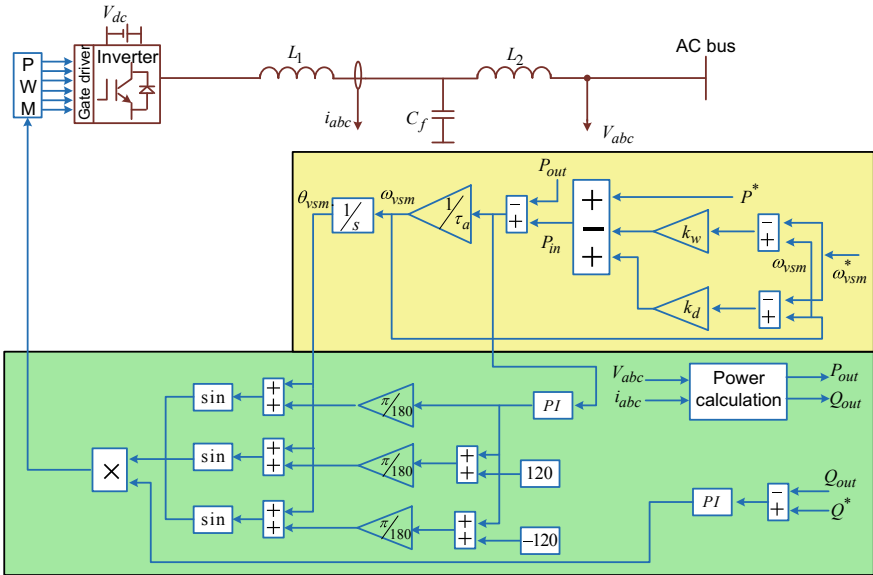 V_dc
P
W
M
Gate driver
Inverter
L_1
i_abc
C_f
L_2
V_abc
AC bus
θ_vsm
1/s
ω_vsm
1/τ_a
-
+
P_out
P_in
+
−
+
P^*
k_w
-
+
ω_vsm
ω_vsm^*
k_d
-
+
V_abc
i_abc
Power
calculation
P_out
Q_out
sin
+
+
π/180
PI
×
sin
+
+
π/180
+
+
120
sin
+
+
π/180
+
+
−120
PI
-
+
Q_out
Q^*